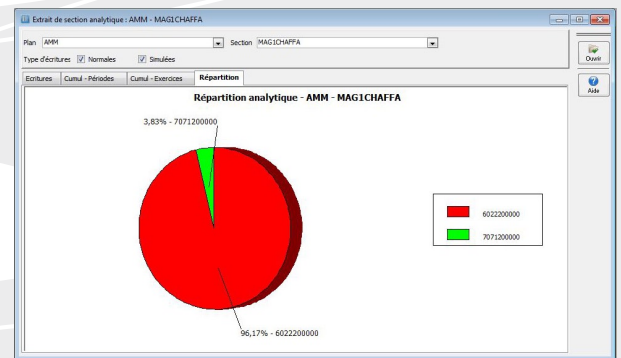 Extrait de section analytique : AMM - MAG1CHAFFA
Plan AMM Section MAG1CHAFFA
Type d'écritures Normales Simulées
Ouvrir
Aide
Ecritures Cumul - Périodes Cumul - Exercices Répartition
Répartition analytique - AMM - MAG1CHAFFA
3,83% - 7071200000
6022200000
7071200000
96,17% - 6022200000